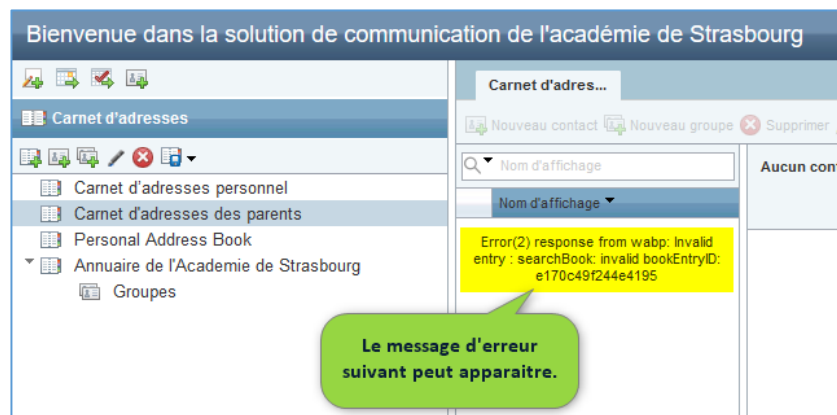 Bienvenue dans la solution de communication de l'académie de Strasbourg
Carnet d'adresses
Carnet d'adresses personnel
Carnet d'adresses des parents
Personal Address Book
Annuaire de l'Academie de Strasbourg
Groupes
Carnet d'adres...
Nouveau contact Nouveau groupe Supprimer
Nom d'affichage
Nom d'affichage
Error(2) response from wabp: Invalid
entry : searchBook: invalid bookEntryID:
e170c49f244e4195
Aucun con
Le message d'erreur
suivant peut apparaitre.